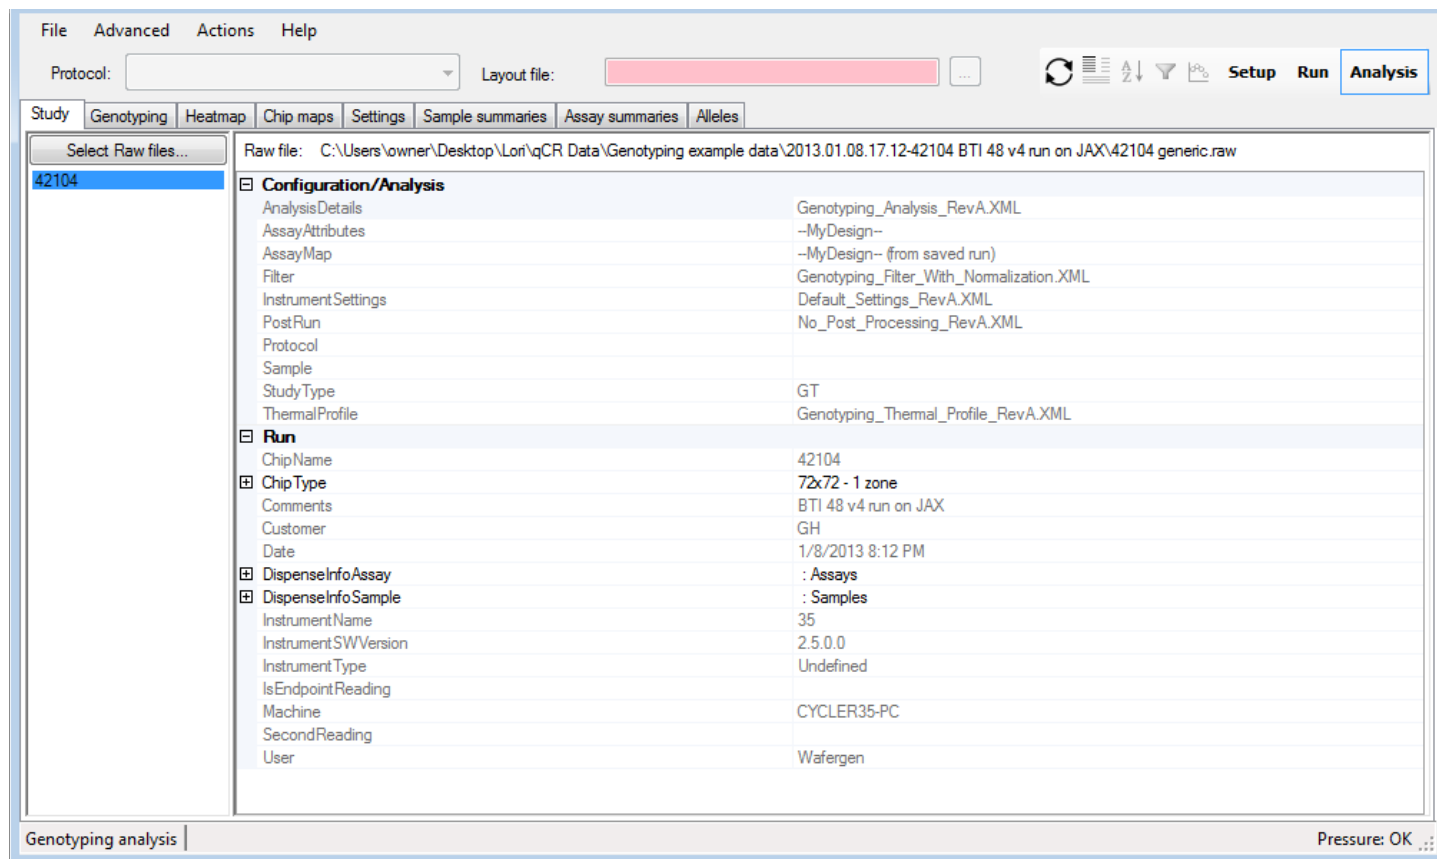 File Advanced Actions Help
Protocol: Layout file: ... Setup Run Analysis
Study Genotyping Heatmap Chip maps Settings Sample summaries Assay summaries Alleles
Select Raw files... Raw file: C:\Users\owner\Desktop\Lori\qCR Data\Genotyping example data\2013.01.08.17.12-42104 BTI 48 v4 run on JAX\42104 generic.raw
42104
Configuration/Analysis
AnalysisDetails Genotyping_Analysis_RevA.XML
AssayAttributes --MyDesign--
AssayMap --MyDesign-- (from saved run)
Filter Genotyping_Filter_With_Normalization.XML
InstrumentSettings Default_Settings_RevA.XML
PostRun No_Post_Processing_RevA.XML
Protocol
Sample
StudyType GT
ThermalProfile Genotyping_Thermal_Profile_RevA.XML
Run
ChipName 42104
ChipType 72x72 - 1 zone
Comments BTI 48 v4 run on JAX
Customer GH
Date 1/8/2013 8:12 PM
DispenseInfoAssay : Assays
DispenseInfoSample : Samples
InstrumentName 35
InstrumentSWVersion 2.5.0.0
InstrumentType Undefined
IsEndpointReading
Machine CYCLER35-PC
SecondReading
User Wafergen
Genotyping analysis Pressure: OK